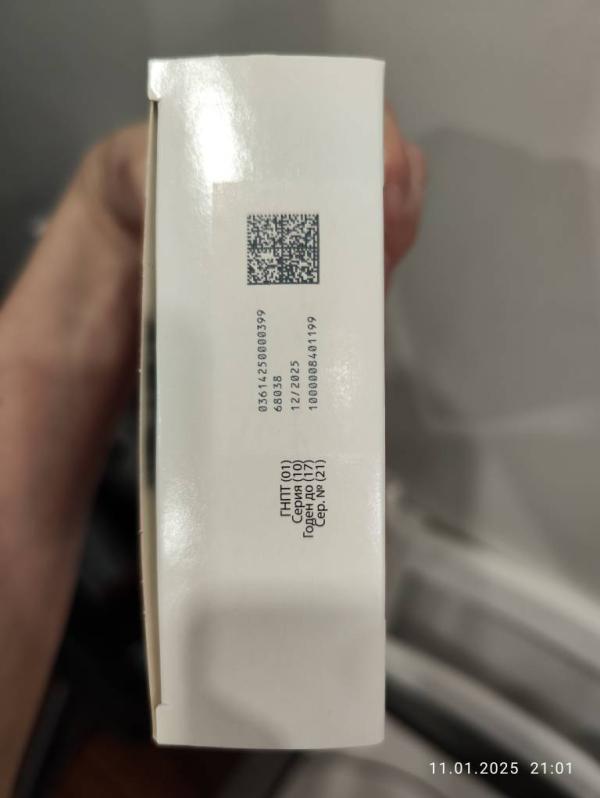 03614250000399
68038
12/2025
1000008401199
ГНПТ (01)
Серия (10)
Годен до (17)
Сер. № (21)
11.01.2025 21:01